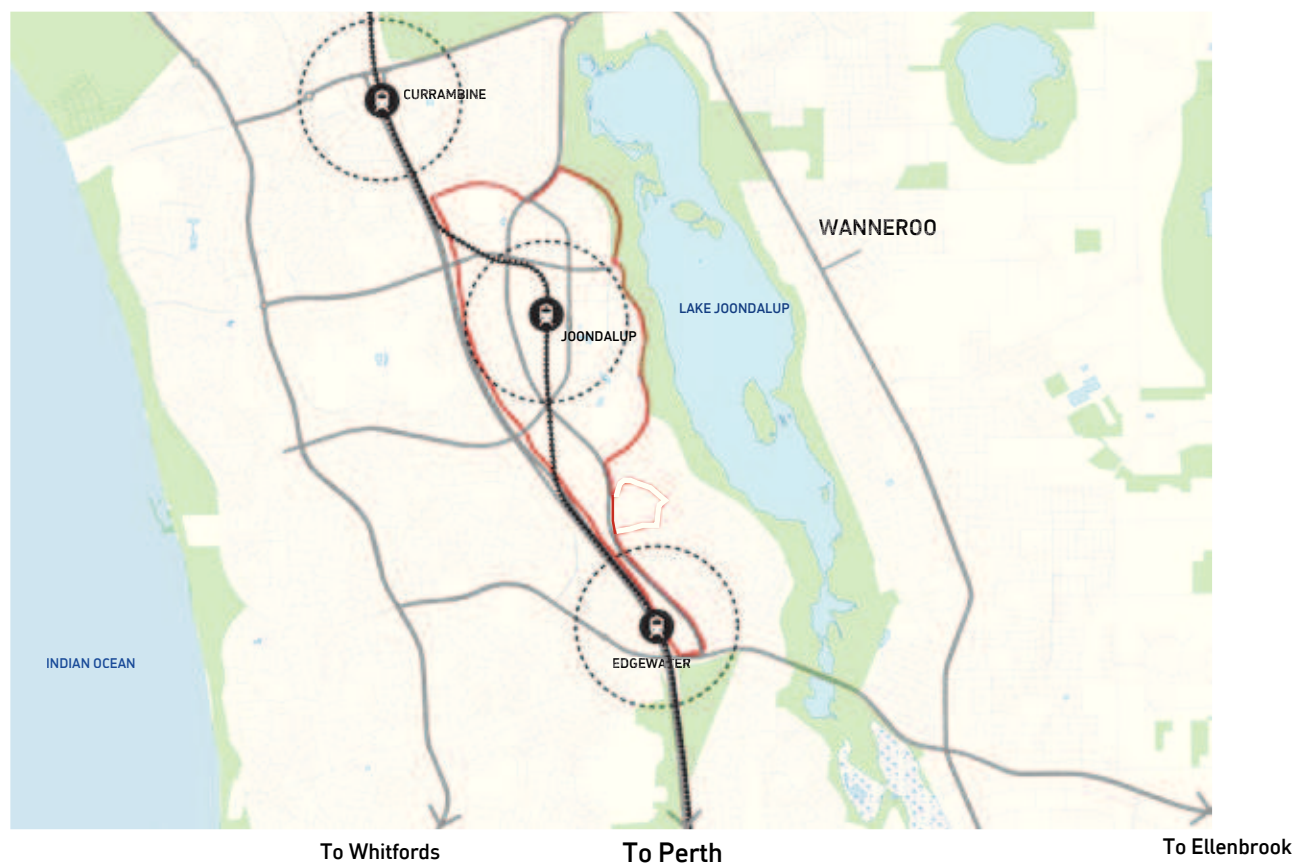 CURRAMBINE
WANNEROO
LAKE JOONDALUP
JOONDALUP
INDIAN OCEAN
EDGEWATER
To Whitfords
To Perth
To Ellenbrook